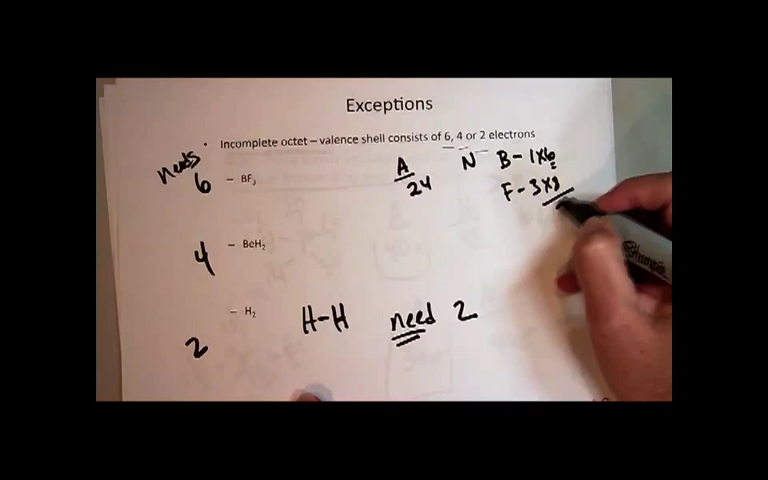 Exceptions
• Incomplete octet – valence shell consists of 6, 4 or 2 electrons
needs
6 – BF₃ A N B - 1x6
24 F - 3x8
4 – BeH₂
– H₂ H-H need 2
2